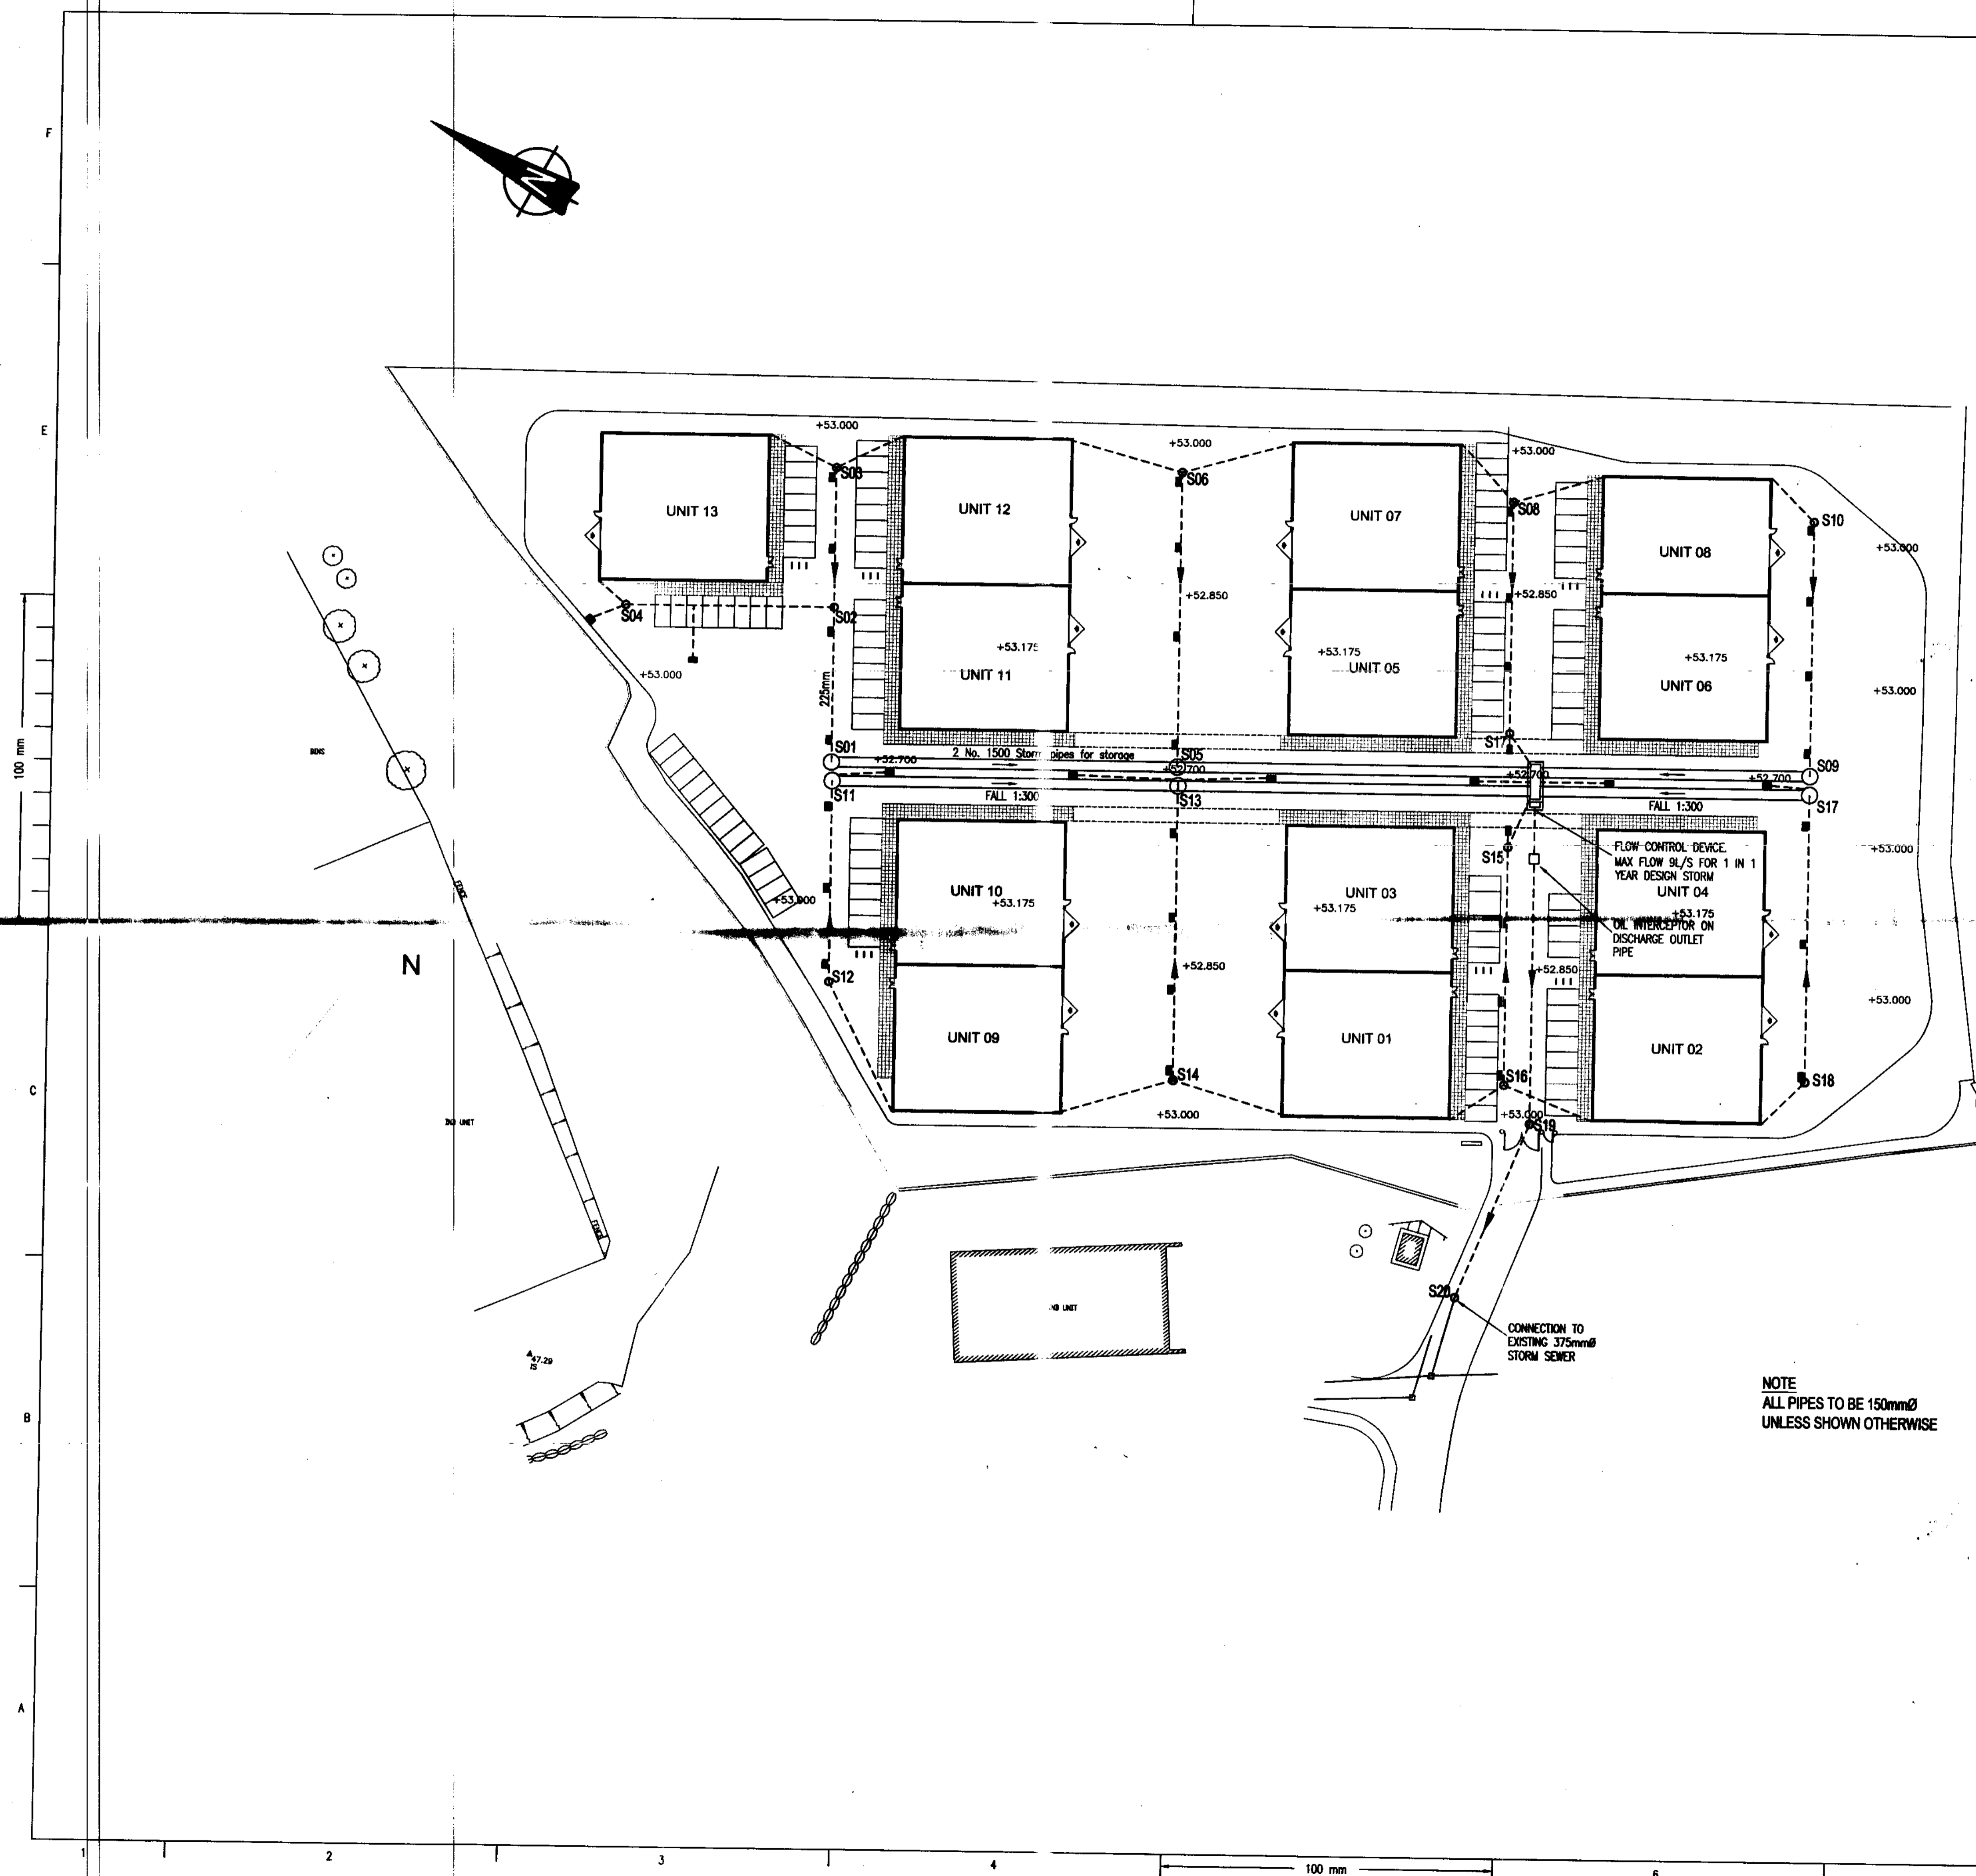 F
E
C
B
A
100 mm
N
+53.000
+53.000
+53.000
UNIT 13
S03
UNIT 12
S06
UNIT 07
S08
S10
UNIT 08
+53.000
S04
S02
+52.850
+52.850
+53.175
+53.175
+53.175
UNIT 11
UNIT 05
UNIT 06
+53.000
+53.000
225mm
S01
2 No. 1500 Storm pipes for storage
S05
S17
S09
+52.700
+52.700
+52.700
+52.700
S11
FALL 1:300
S13
FALL 1:300
S17
S15
FLOW CONTROL DEVICE.
MAX FLOW 9L/S FOR 1 IN 1
YEAR DESIGN STORM
+53.000
UNIT 10
+53.175
UNIT 03
+53.175
UNIT 04
+53.175
+53.000
OIL INTERCEPTOR ON
DISCHARGE OUTLET
PIPE
N
S12
+52.850
+52.850
+53.000
UNIT 09
UNIT 01
UNIT 02
S14
S16
S18
+53.000
+53.000
S19
FENCE
FENCE
S20
CONNECTION TO
EXISTING 375mmØ
STORM SEWER
47.29
IS
NOTE
ALL PIPES TO BE 150mmØ
UNLESS SHOWN OTHERWISE
1
2
3
4
100 mm
6